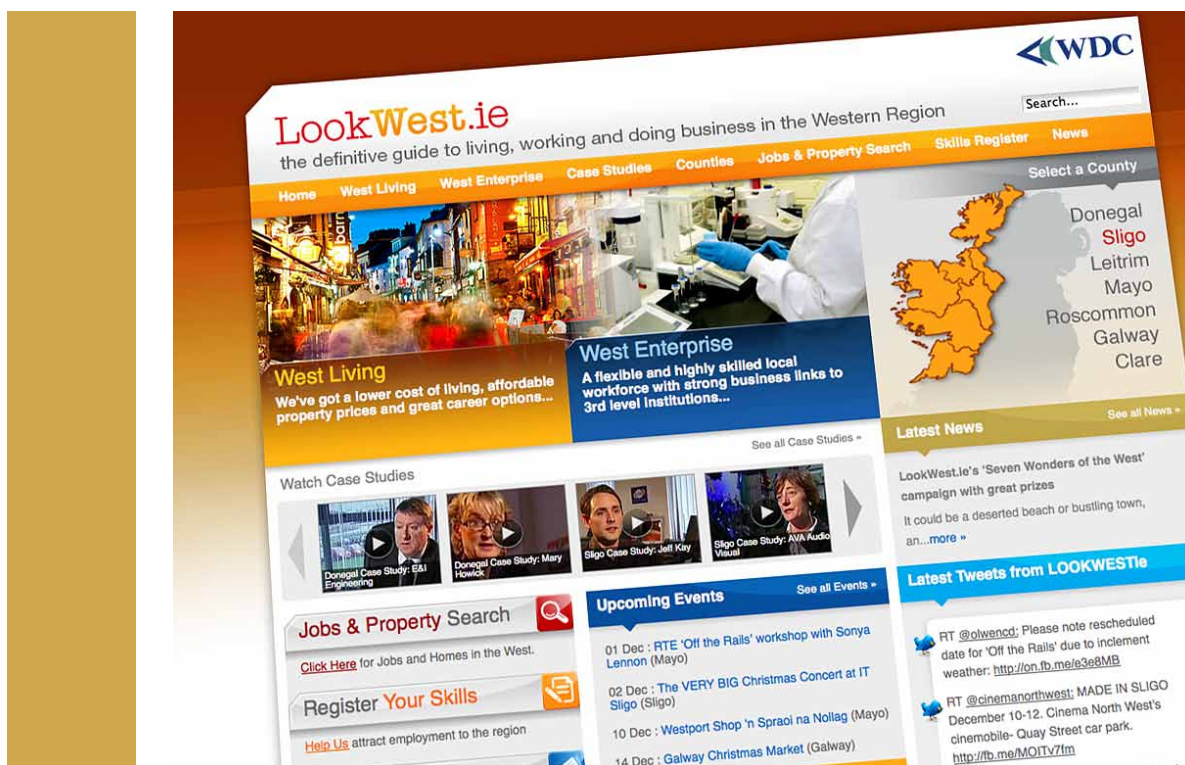 WDC
LookWest.ie
the definitive guide to living, working and doing business in the Western Region
Search...
Home
West Living
West Enterprise
Case Studies
Counties
Jobs & Property Search
Skills Register
News
Select a County
Donegal
Sligo
Leitrim
Mayo
Roscommon
Galway
Clare
West Living
We've got a lower cost of living, affordable
property prices and great career options...
West Enterprise
A flexible and highly skilled local
workforce with strong business links to
3rd level institutions...
Watch Case Studies
See all Case Studies »
Donegal Case Study: E&I
Engineering
Donegal Case Study: Mary
Howick
Sligo Case Study: Jeff Kay
Sligo Case Study: AVA Audio
Visual
Latest News
See all News »
LookWest.ie's 'Seven Wonders of the West'
campaign with great prizes
It could be a deserted beach or bustling town,
an...more »
Jobs & Property Search
Click Here for Jobs and Homes in the West.
Register Your Skills
Help Us attract employment to the region
Upcoming Events
See all Events »
01 Dec : RTE 'Off the Rails' workshop with Sonya
Lennon (Mayo)
02 Dec : The VERY BIG Christmas Concert at IT
Sligo (Sligo)
10 Dec : Westport Shop 'n Spraoi na Nollag (Mayo)
14 Dec : Galway Christmas Market (Galway)
Latest Tweets from LOOKWESTie
RT @olwencd: Please note rescheduled
date for 'Off the Rails' due to inclement
weather: http://on.fb.me/e3e8MB
RT @cinemanorthwest: MADE IN SLIGO
December 10-12. Cinema North West's
cinemobile- Quay Street car park.
http://fb.me/MOITv7fm